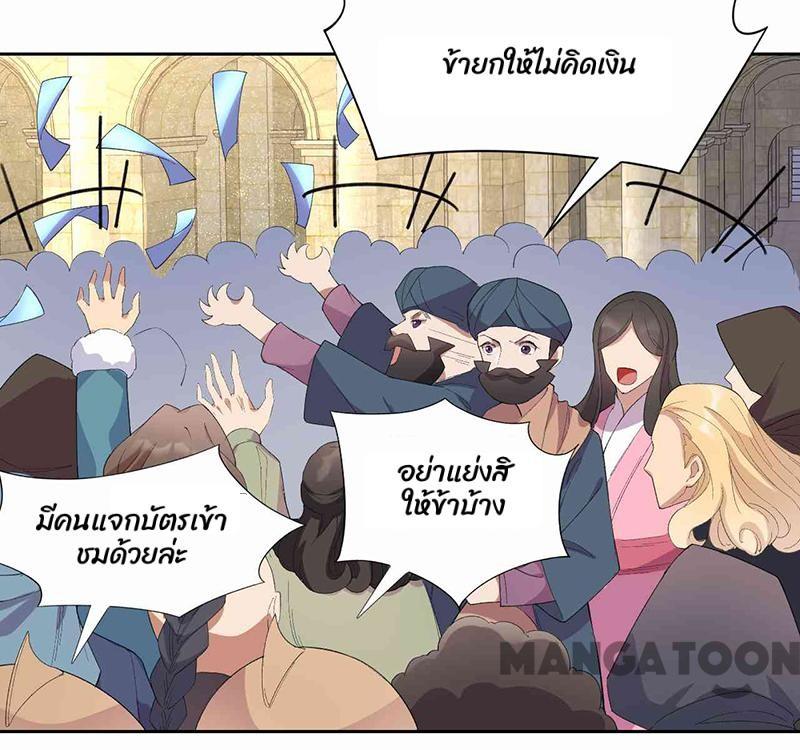 ข้ายกให้ไม่คิดเงิน
อย่าแย่งสิ
ให้ข้าบ้าง
มีคนแจกบัตรเข้า
ชมด้วยล่ะ
MANGATOON